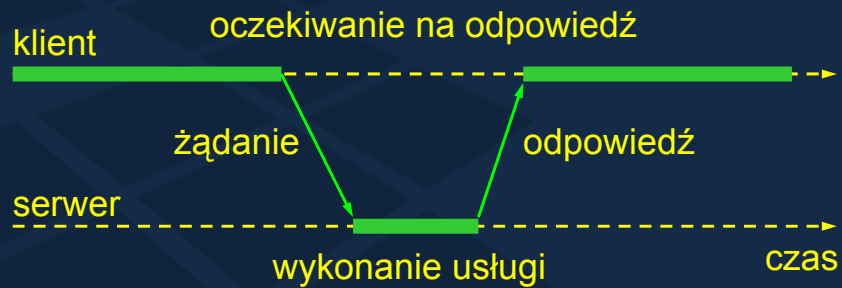 oczekiwanie na odpowiedź
klient
żądanie
odpowiedź
serwer
wykonanie usługi
czas